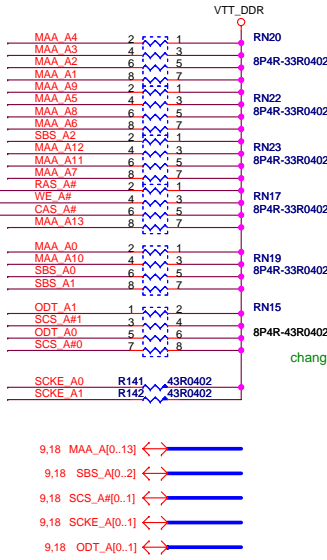 VTT_DDR
MAA_A4 2 1 RN20
MAA_A3 4 3
MAA_A2 6 5 8P4R-33R0402
MAA_A1 8 7
MAA_A9 2 1
MAA_A5 4 3 RN22
MAA_A8 6 5 8P4R-33R0402
MAA_A6 8 7
SBS_A2 2 1
MAA_A12 4 3 RN23
MAA_A11 6 5 8P4R-33R0402
MAA_A7 8 7
RAS_A# 2 1
WE_A# 4 3 RN17
CAS_A# 6 5 8P4R-33R0402
MAA_A13 8 7
MAA_A0 2 1 RN19
MAA_A10 4 3
SBS_A0 6 5 8P4R-33R0402
SBS_A1 8 7
ODT_A1 1 2 RN15
SCS_A#1 3 4
ODT_A0 5 6 8P4R-43R0402
SCS_A#0 7 8
chang
SCKE_A0 R141 43R0402
SCKE_A1 R142 43R0402
9,18 MAA_A[0..13]
9,18 SBS_A[0..2]
9,18 SCS_A#[0..1]
9,18 SCKE_A[0..1]
9,18 ODT_A[0..1]